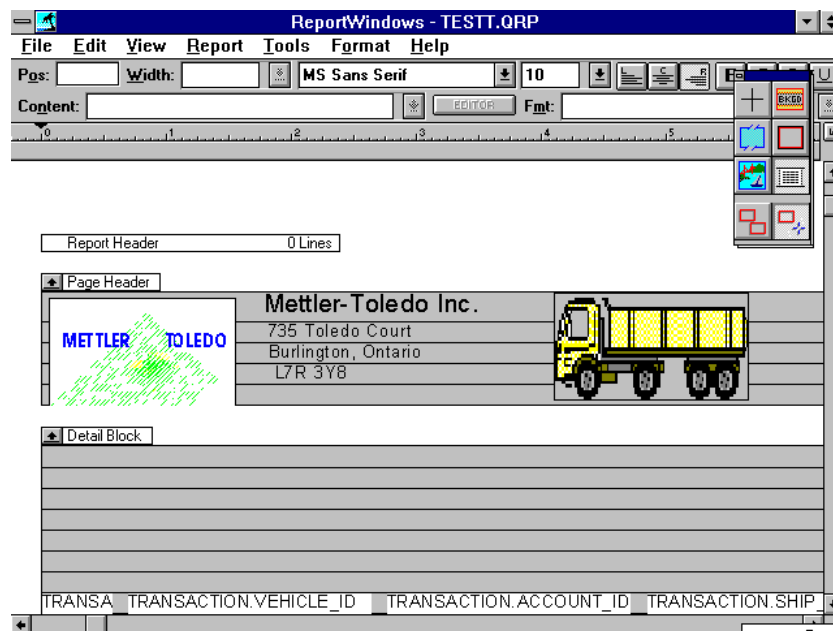 ReportWindows - TESTT.QRP
File Edit View Report Tools Format Help
Pos: Width: MS Sans Serif 10
Content: EDITOR Fmt:
0 1 2 3 4 5
BKGD
Report Header 0 Lines
Page Header
Mettler-Toledo Inc.
METTLER TOLEDO
735 Toledo Court
Burlington, Ontario
L7R 3Y8
Detail Block
TRANSA TRANSACTION.VEHICLE_ID TRANSACTION.ACCOUNT_ID TRANSACTION.SHIP_